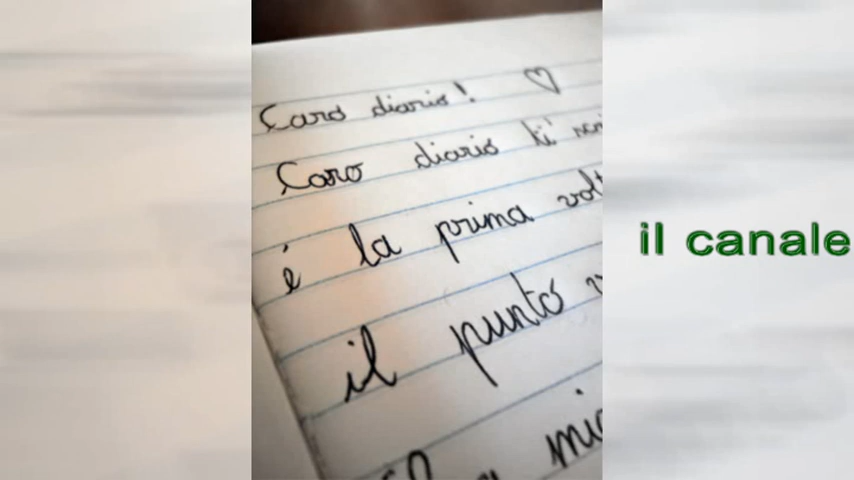 Caro diario! ♡
Caro diario ti
é la prima
il punto
il canale